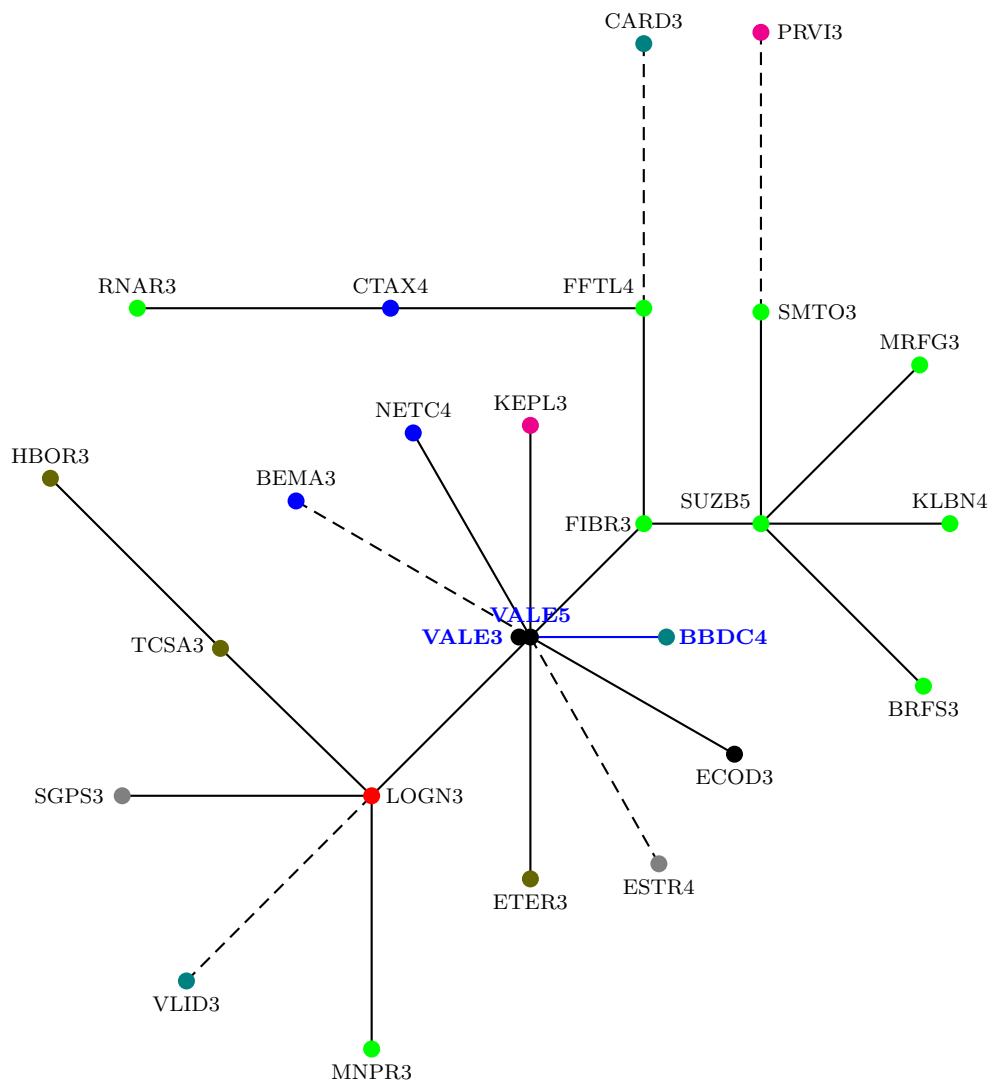 CARD3
PRVI3
RNAR3
CTAX4
FFTL4
SMTO3
MRFG3
NETC4
KEPL3
HBOR3
BEMA3
SUZB5
KLBN4
FIBR3
VALE5
VALE3
BBDC4
TCSA3
BRFS3
ECOD3
SGPS3
LOGN3
ESTR4
ETER3
VLID3
MNPR3